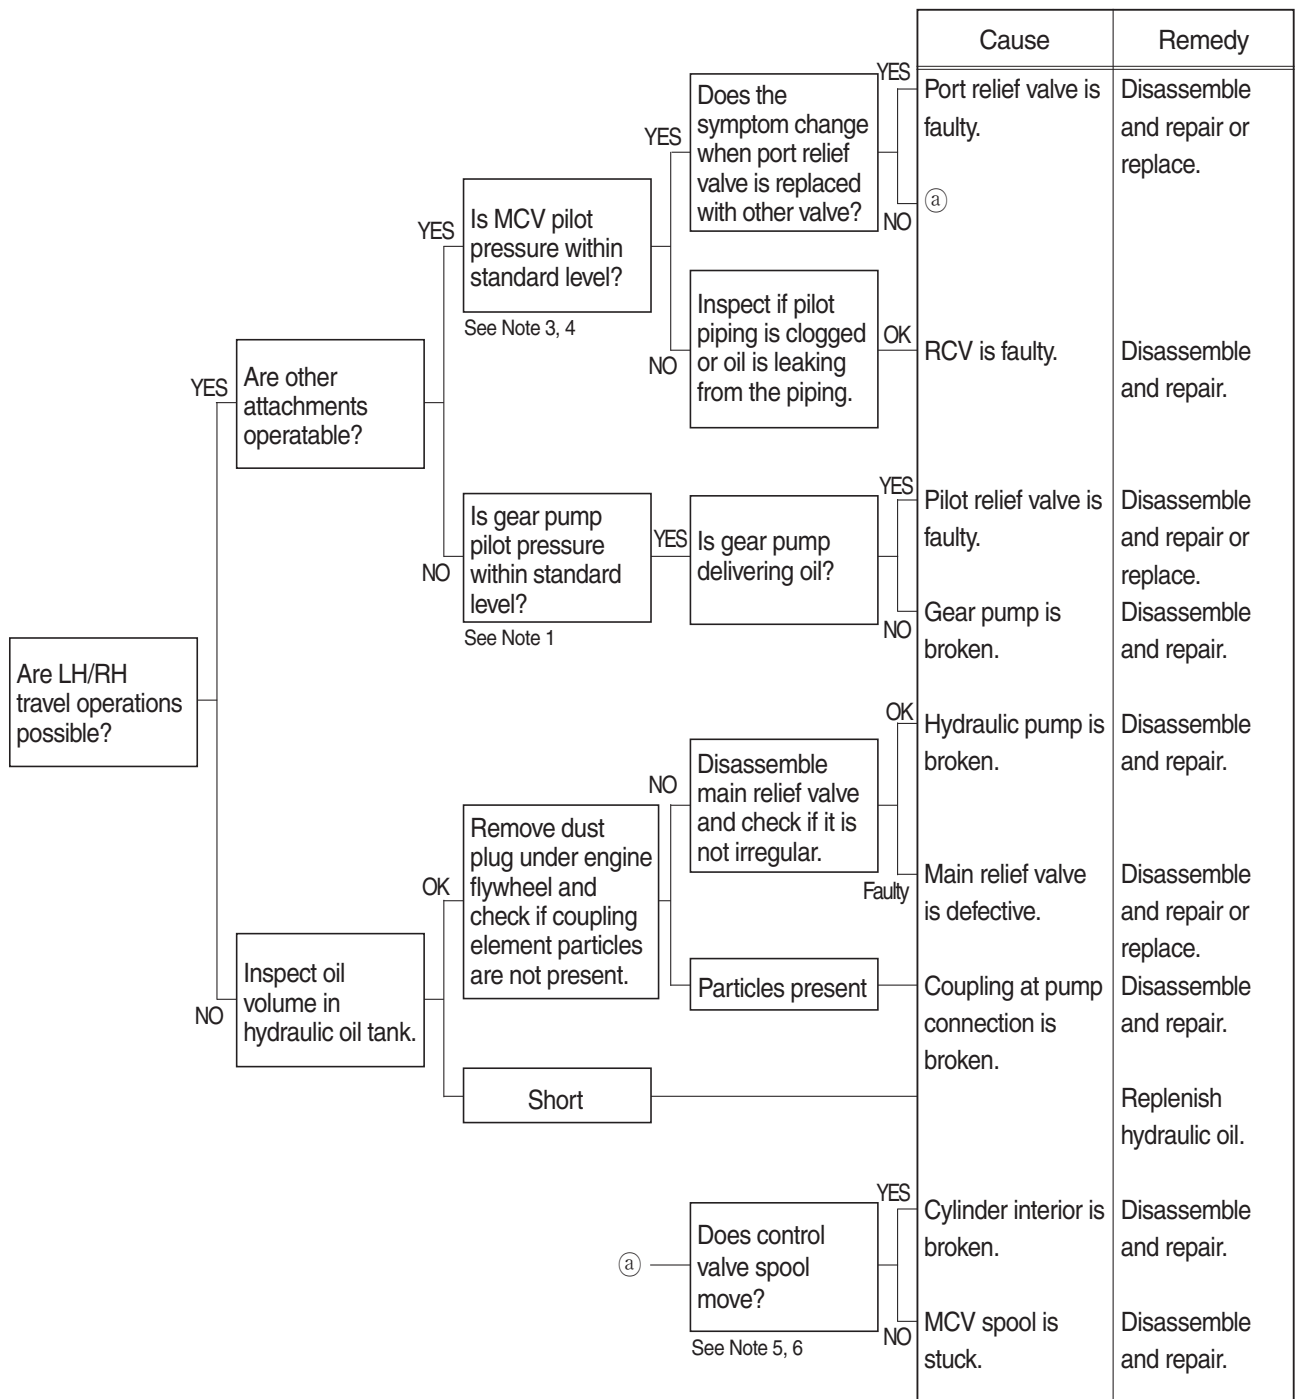 Cause
Remedy
YES
Does the
symptom change
when port relief
valve is replaced
with other valve?
Port relief valve is
faulty.
Disassemble
and repair or
replace.
NO
ⓐ
YES
Is MCV pilot
pressure within
standard level?
See Note 3, 4
YES
NO
Inspect if pilot
piping is clogged
or oil is leaking
from the piping.
OK
RCV is faulty.
Disassemble
and repair.
YES
Are other
attachments
operatable?
NO
Is gear pump
pilot pressure
within standard
level?
See Note 1
YES
Is gear pump
delivering oil?
YES
Pilot relief valve is
faulty.
Disassemble
and repair or
replace.
NO
Gear pump is
broken.
Disassemble
and repair.
Are LH/RH
travel operations
possible?
NO
Inspect oil
volume in
hydraulic oil tank.
OK
Remove dust
plug under engine
flywheel and
check if coupling
element particles
are not present.
NO
Disassemble
main relief valve
and check if it is
not irregular.
OK
Hydraulic pump is
broken.
Disassemble
and repair.
Faulty
Main relief valve
is defective.
Disassemble
and repair or
replace.
Particles present
Coupling at pump
connection is
broken.
Disassemble
and repair.
Short
Replenish
hydraulic oil.
ⓐ
Does control
valve spool
move?
See Note 5, 6
YES
Cylinder interior is
broken.
Disassemble
and repair.
NO
MCV spool is
stuck.
Disassemble
and repair.